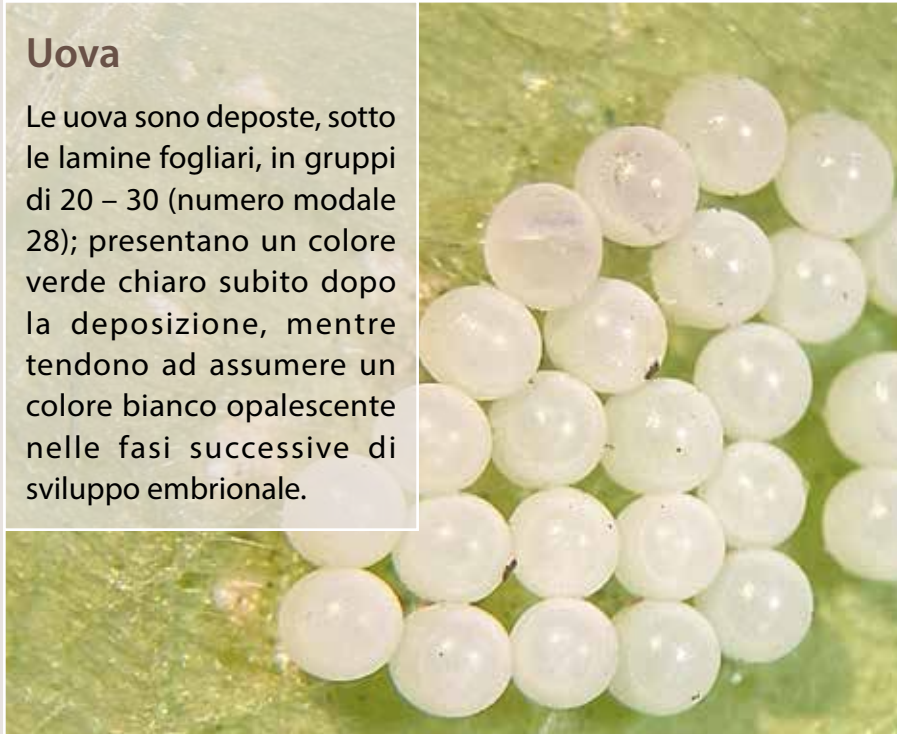 Uova
Le uova sono deposte, sotto
le lamine fogliari, in gruppi
di 20 – 30 (numero modale
28); presentano un colore
verde chiaro subito dopo
la deposizione, mentre
tendono ad assumere un
colore bianco opalescente
nelle fasi successive di
sviluppo embrionale.